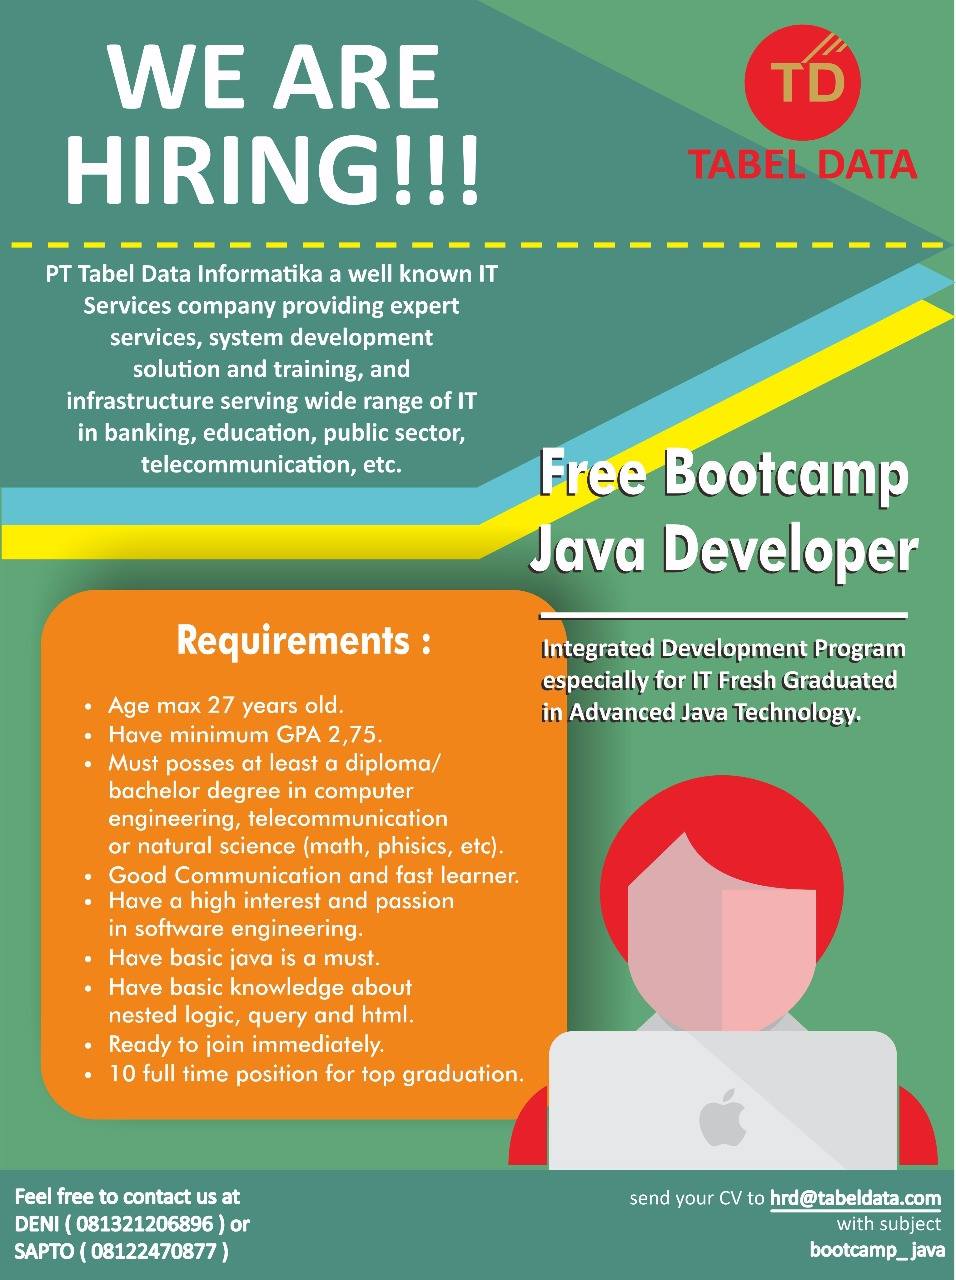 WE ARE
HIRING!!!
TD
TABEL DATA
PT Tabel Data Informatika a well known IT
Services company providing expert
services, system development
solution and training, and
infrastructure serving wide range of IT
in banking, education, public sector,
telecommunication, etc.
Free Bootcamp
Java Developer
Integrated Development Program
especially for IT Fresh Graduated
in Advanced Java Technology.
Requirements :
• Age max 27 years old.
• Have minimum GPA 2,75.
• Must posses at least a diploma/
bachelor degree in computer
engineering, telecommunication
or natural science (math, phisics, etc).
• Good Communication and fast learner.
• Have a high interest and passion
in software engineering.
• Have basic java is a must.
• Have basic knowledge about
nested logic, query and html.
• Ready to join immediately.
• 10 full time position for top graduation.
Feel free to contact us at
DENI ( 081321206896 ) or
SAPTO ( 08122470877 )
send your CV to hrd@tabeldata.com
with subject
bootcamp_java